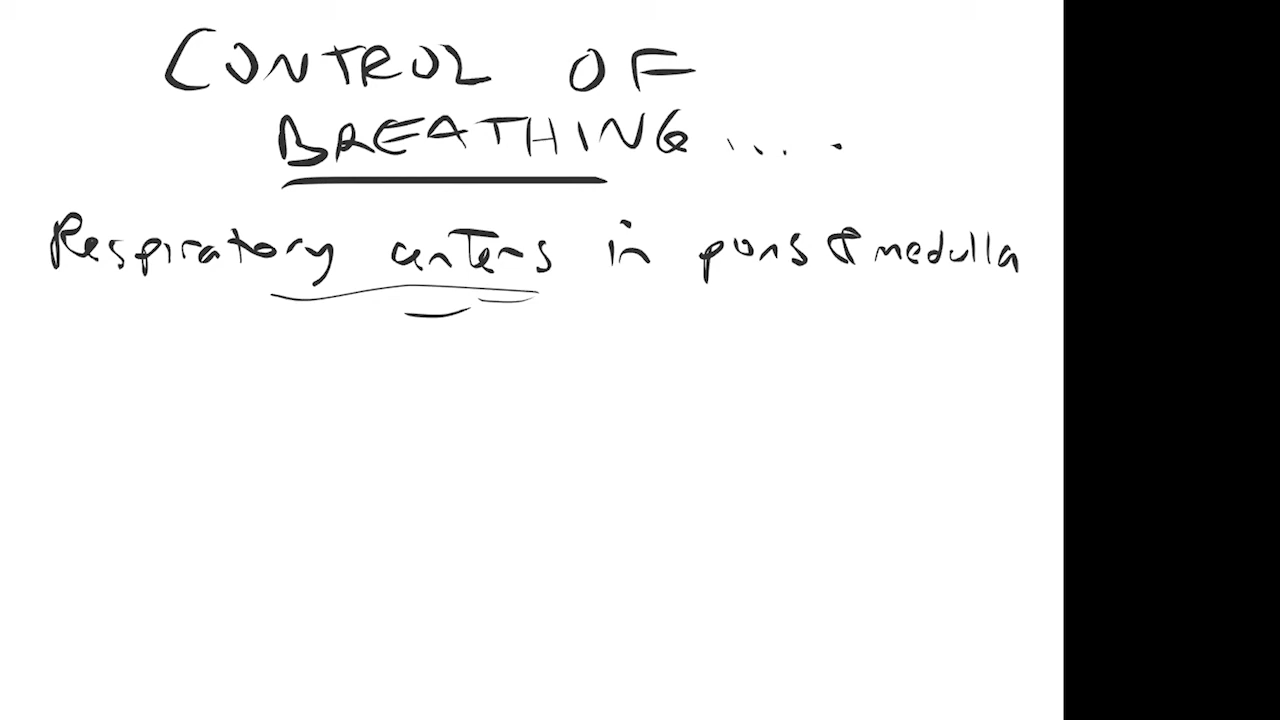 CONTROL OF
BREATHING....
Respiratory centers in pons & medulla